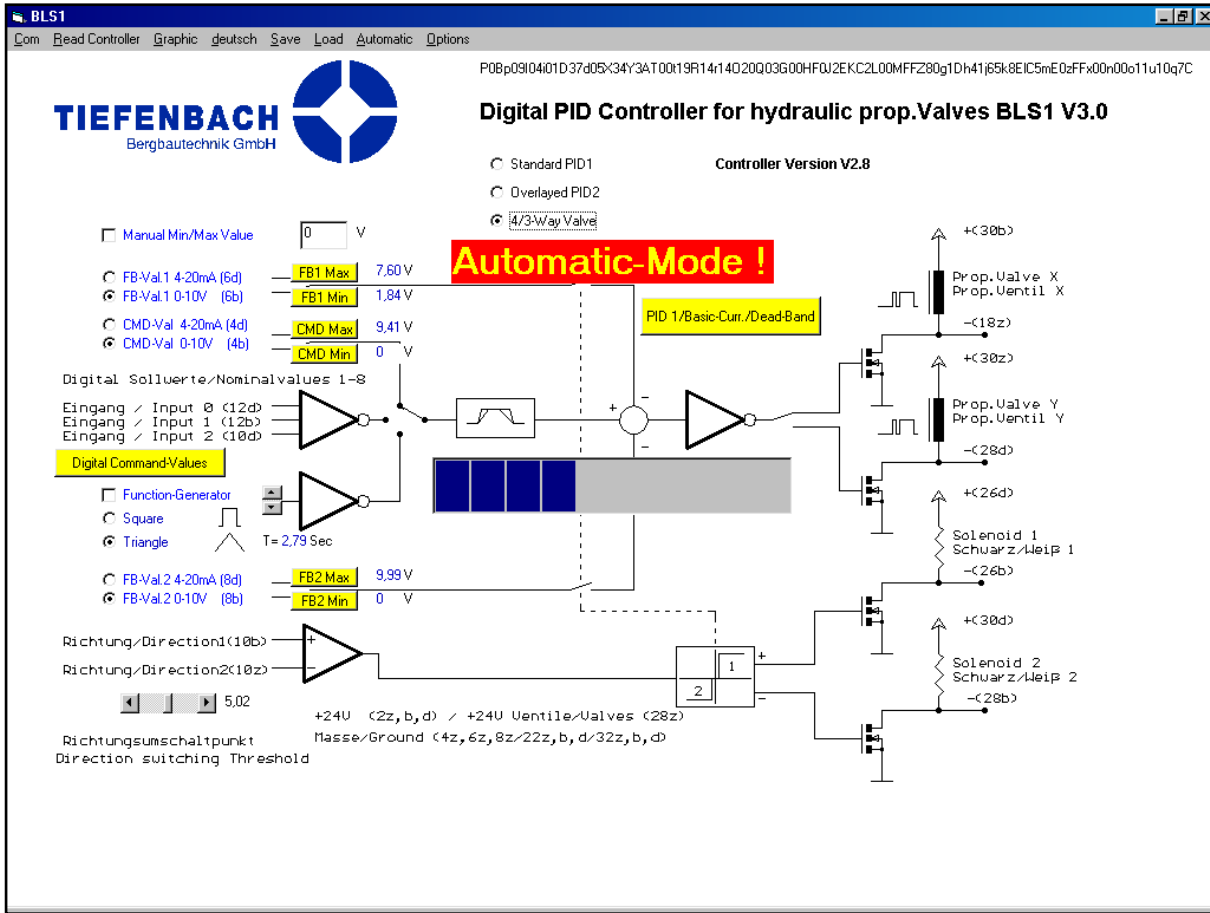 BLS1
Com Read Controller Graphic deutsch Save Load Automatic Options
P0Bp09I04i01D37d05X34Y3AT00t19R14r14O20Q03G00HF0J2EKC2L00MFFZ80g1Dh41j65k8EIC5mE0zFFx00n00o11u10q7C
TIEFENBACH
Bergbautechnik GmbH
Digital PID Controller for hydraulic prop.Valves BLS1 V3.0
Standard PID1
Controller Version V2.8
Overlayed PID2
4/3-Way Valve
Manual Min/Max Value 0 V
Automatic-Mode !
FB-Val.1 4-20mA (6d) FB1 Max 7,60 V
FB-Val.1 0-10V (6b) FB1 Min 1,84 V
CMD-Val 4-20mA (4d) CMD Max 9,41 V
CMD-Val 0-10V (4b) CMD Min 0 V
PID 1/Basic-Curr./Dead-Band
+(30b)
Prop.Valve X
Prop.Ventil X
-(18z)
+(30z)
Prop.Valve Y
Prop.Ventil Y
-(28d)
Digital Sollwerte/Nominalvalues 1-8
Eingang / Input 0 (12d)
Eingang / Input 1 (12b)
Eingang / Input 2 (10d)
+
-
-
Digital Command-Values
Function-Generator
Square
Triangle T= 2,79 Sec
FB-Val.2 4-20mA (8d) FB2 Max 9,99 V
FB-Val.2 0-10V (8b) FB2 Min 0 V
+(26d)
Solenoid 1
Schwarz/Weiß 1
-(26b)
+(30d)
Solenoid 2
Schwarz/Weiß 2
-(28b)
Richtung/Direction1(10b) +
Richtung/Direction2(10z) -
1 +
2 -
5,02
+24V (2z,b,d) / +24V Ventile/Valves (28z)
Masse/Ground (4z,6z,8z/22z,b,d/32z,b,d)
Richtungsumschaltpunkt
Direction switching Threshold